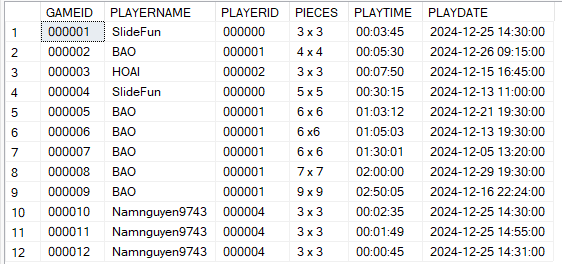 GAMEID PLAYERNAME PLAYERID PIECES PLAYTIME PLAYDATE
1 000001 SlideFun 000000 3 x 3 00:03:45 2024-12-25 14:30:00
2 000002 BAO 000001 4 x 4 00:05:30 2024-12-26 09:15:00
3 000003 HOAI 000002 3 x 3 00:07:50 2024-12-15 16:45:00
4 000004 SlideFun 000000 5 x 5 00:30:15 2024-12-13 11:00:00
5 000005 BAO 000001 6 x 6 01:03:12 2024-12-21 19:30:00
6 000006 BAO 000001 6 x6 01:05:03 2024-12-13 19:30:00
7 000007 BAO 000001 6 x 6 01:30:01 2024-12-05 13:20:00
8 000008 BAO 000001 7 x 7 02:00:00 2024-12-29 19:30:00
9 000009 BAO 000001 9 x 9 02:50:05 2024-12-16 22:24:00
10 000010 Namnguyen9743 000004 3 x 3 00:02:35 2024-12-25 14:30:00
11 000011 Namnguyen9743 000004 3 x 3 00:01:49 2024-12-25 14:55:00
12 000012 Namnguyen9743 000004 3 x 3 00:00:45 2024-12-25 14:31:00